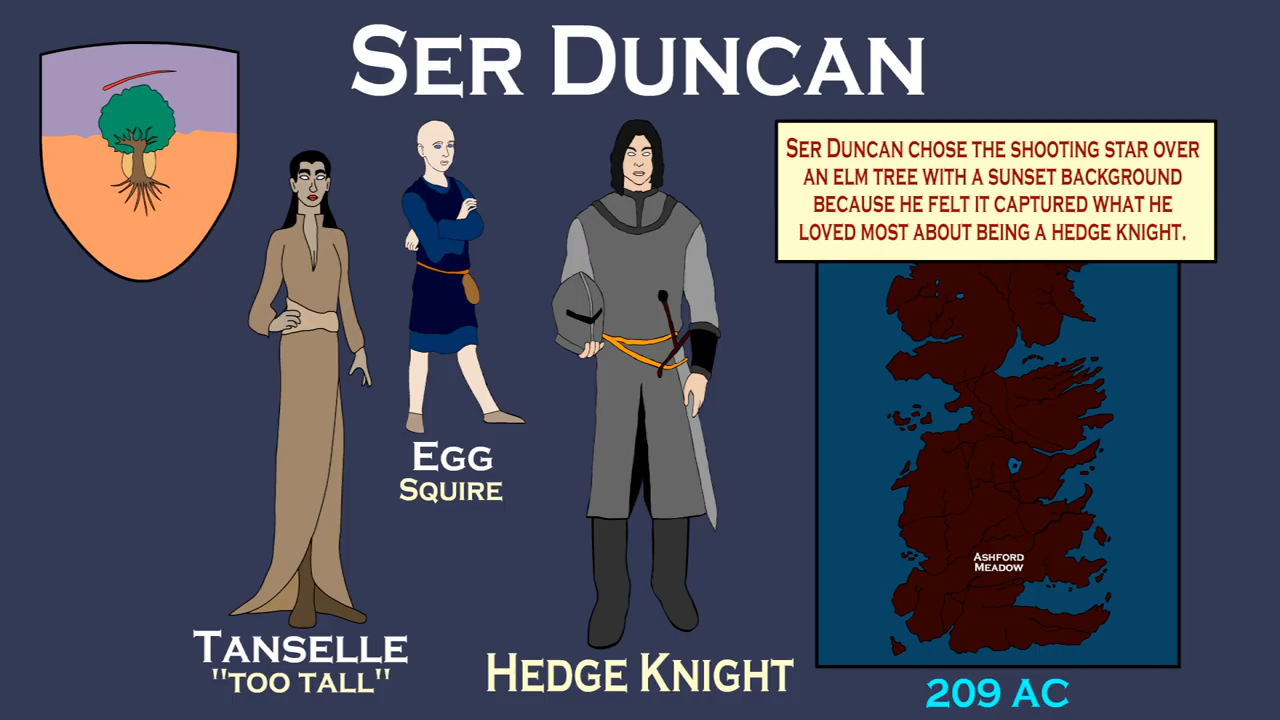 SER DUNCAN
SER DUNCAN CHOSE THE SHOOTING STAR OVER
AN ELM TREE WITH A SUNSET BACKGROUND
BECAUSE HE FELT IT CAPTURED WHAT HE
LOVED MOST ABOUT BEING A HEDGE KNIGHT.
EGG
SQUIRE
ASHFORD
MEADOW
TANSELLE
"TOO TALL"
HEDGE KNIGHT
209 AC